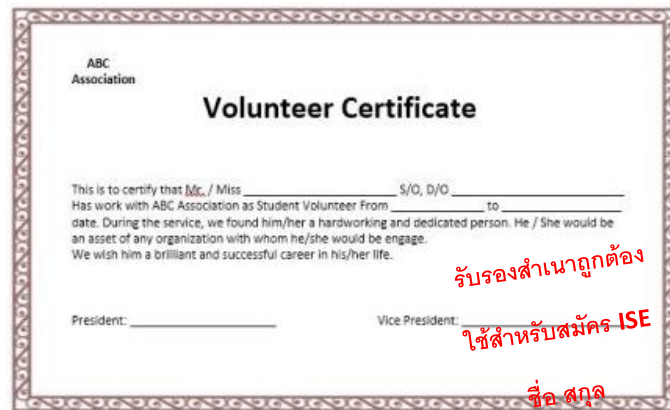 ABC
Association
Volunteer Certificate
This is to certify that Mr. / Miss ______________________ S/O, D/O _________________________
Has work with ABC Association as Student Volunteer From ______________ to __________________
date. During the service, we found him/her a hardworking and dedicated person. He / She would be
an asset of any organization with whom he/she would be engage.
We wish him a brilliant and successful career in his/her life.
รับรองสำเนาถูกต้อง
President: ______________________ Vice President: ______________________
ใช้สำหรับสมัคร ISE
ชื่อ สกุล